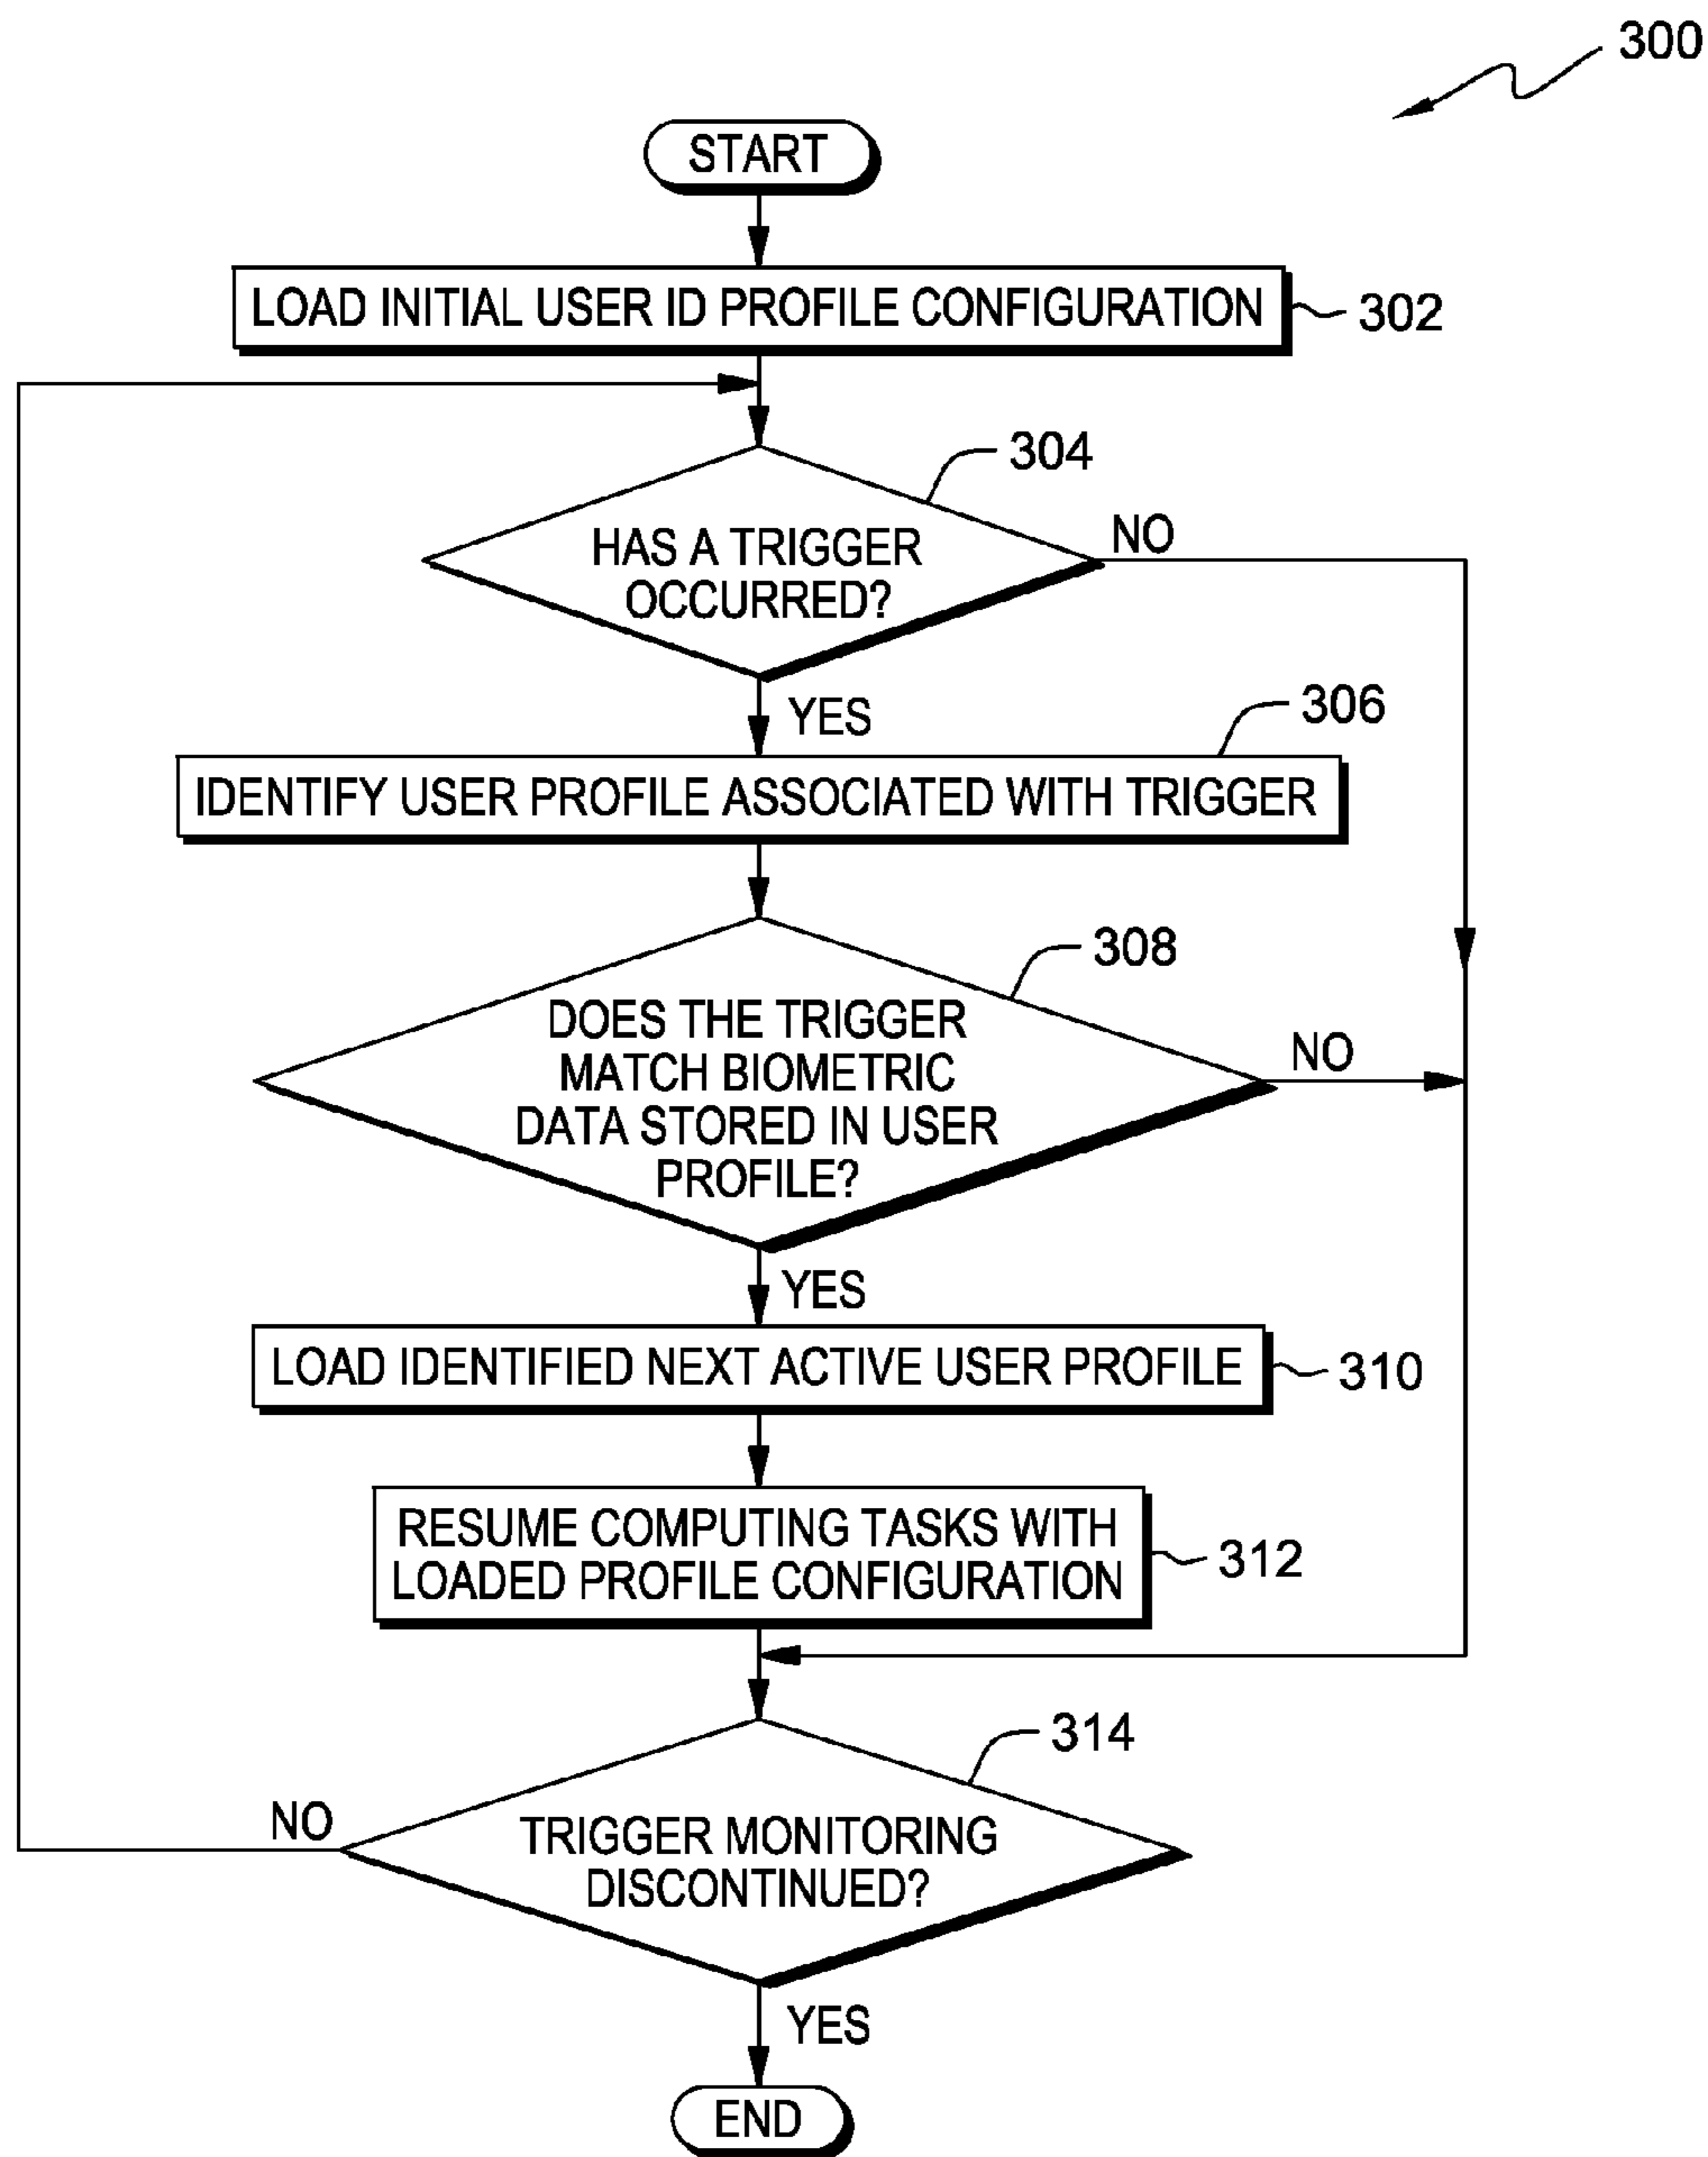 300
START
LOAD INITIAL USER ID PROFILE CONFIGURATION
302
304
HAS A TRIGGER
OCCURRED?
NO
YES
306
IDENTIFY USER PROFILE ASSOCIATED WITH TRIGGER
308
DOES THE TRIGGER
MATCH BIOMETRIC
DATA STORED IN USER
PROFILE?
NO
YES
LOAD IDENTIFIED NEXT ACTIVE USER PROFILE
310
RESUME COMPUTING TASKS WITH
LOADED PROFILE CONFIGURATION
312
314
NO
TRIGGER MONITORING
DISCONTINUED?
YES
END